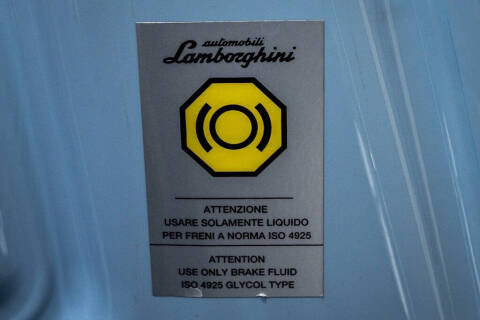 automobili
Lamborghini
ATTENZIONE
USARE SOLAMENTE LIQUIDO
PER FRENI A NORMA ISO 4925
ATTENTION
USE ONLY BRAKE FLUID
ISO 4925 GLYCOL TYPE